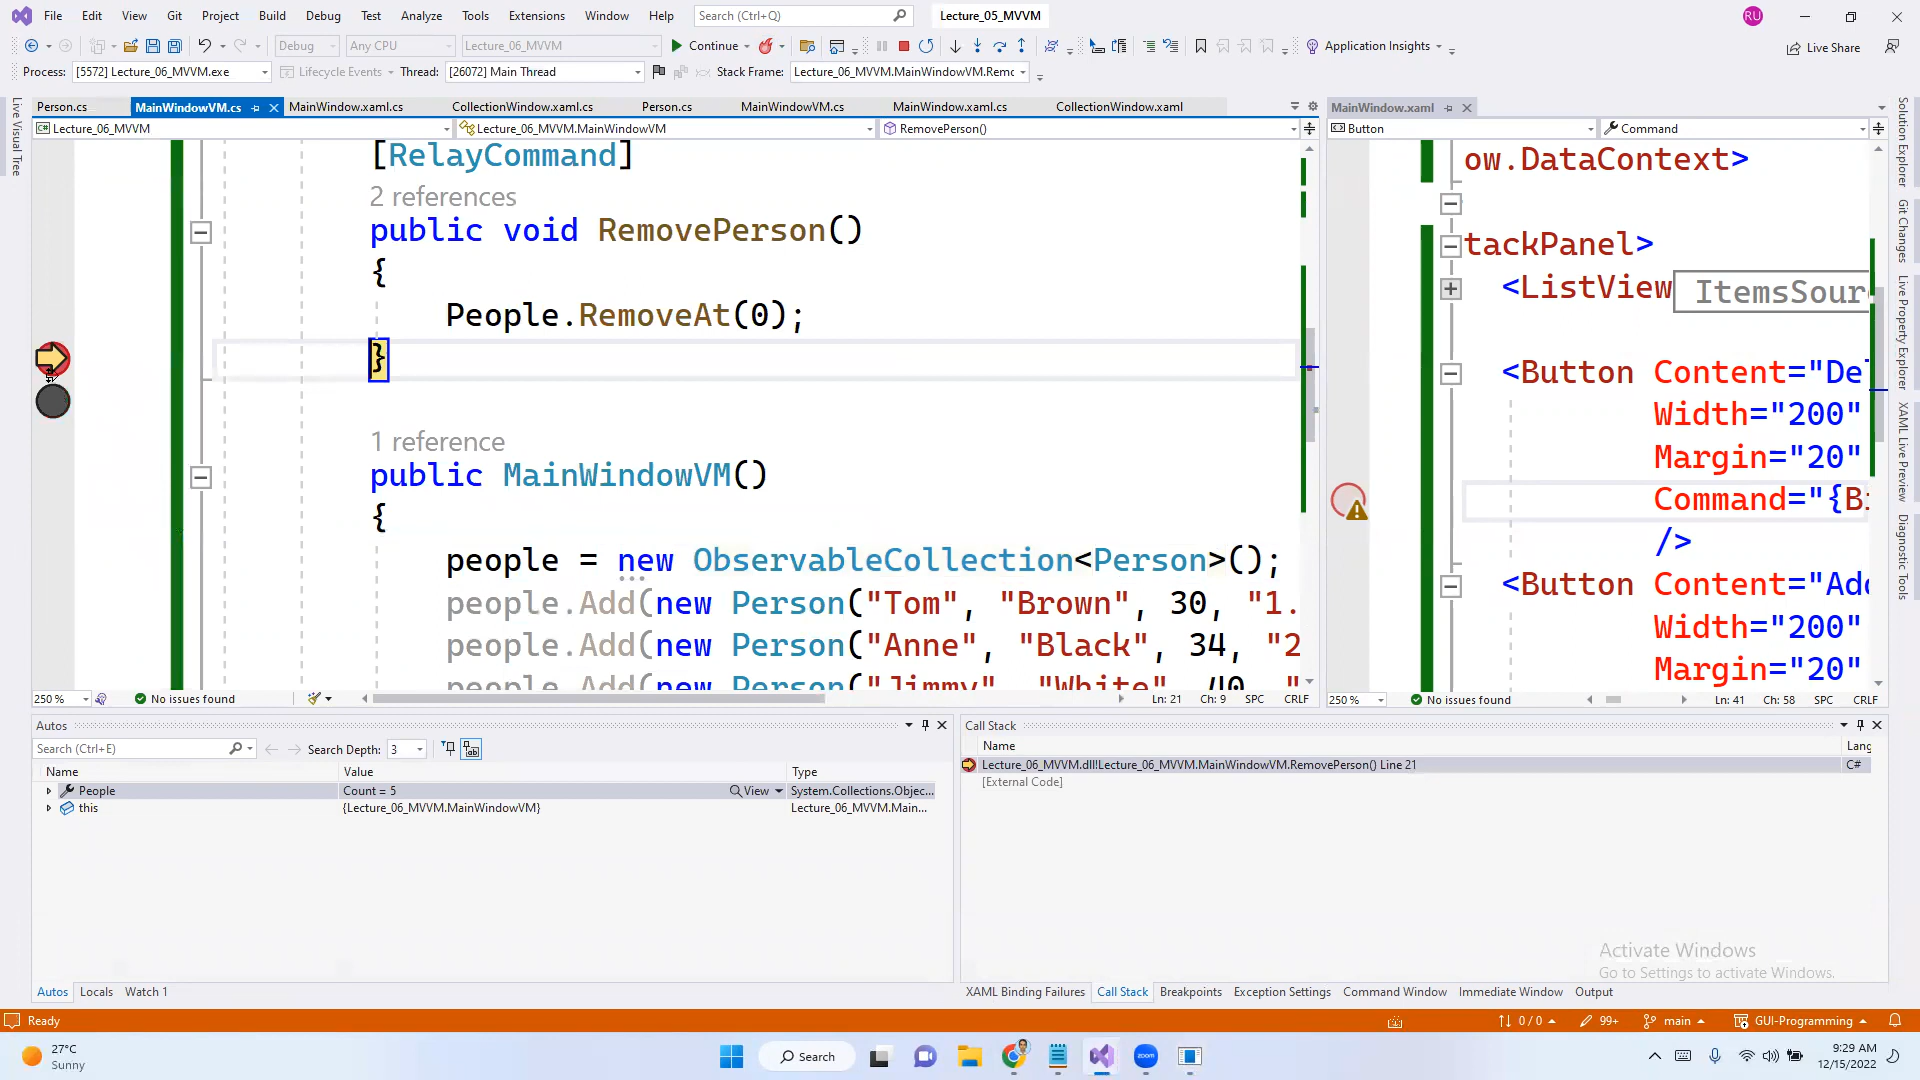 File Edit View Git Project Build Debug Test Analyze Tools Extensions Window Help Search (Ctrl+Q) Lecture_05_MVVM RU
Debug Any CPU Lecture_06_MVVM Continue Application Insights Live Share
Process: [5572] Lecture_06_MVVM.exe Lifecycle Events Thread: [26072] Main Thread Stack Frame: Lecture_06_MVVM.MainWindowVM.Remc
Person.cs MainWindowVM.cs MainWindow.xaml.cs CollectionWindow.xaml.cs Person.cs MainWindowVM.cs MainWindow.xaml.cs CollectionWindow.xaml
Lecture_06_MVVM Lecture_06_MVVM.MainWindowVM RemovePerson()
Live Visual Tree
[RelayCommand]
2 references
public void RemovePerson()
{
People.RemoveAt(0);
}
1 reference
public MainWindowVM()
{
people = new ObservableCollection<Person>();
people.Add(new Person("Tom", "Brown", 30, "1.
people.Add(new Person("Anne", "Black", 34, "2
people.Add(new Person("Jimmy", "White", 40, "
250 % No issues found Ln: 21 Ch: 9 SPC CRLF
MainWindow.xaml
Button Command
ow.DataContext>
tackPanel>
<ListView ItemsSour
<Button Content="De
Width="200"
Margin="20"
Command="{Bi
/>
<Button Content="Add
Width="200"
Margin="20"
250 % No issues found Ln: 41 Ch: 58 SPC CRLF
Solution Explorer
Git Changes
Live Property Explorer
XAML Live Preview
Diagnostic Tools
Autos
Search (Ctrl+E) Search Depth: 3
Name Value Type
People Count = 5 View System.Collections.Objec...
this {Lecture_06_MVVM.MainWindowVM} Lecture_06_MVVM.Main...
Autos Locals Watch 1
Call Stack
Name Lang
Lecture_06_MVVM.dll!Lecture_06_MVVM.MainWindowVM.RemovePerson() Line 21 C#
[External Code]
Activate Windows
Go to Settings to activate Windows.
XAML Binding Failures Call Stack Breakpoints Exception Settings Command Window Immediate Window Output
Ready 0 / 0 99+ main GUI-Programming
27°C
Sunny
Search
zoom
9:29 AM
12/15/2022